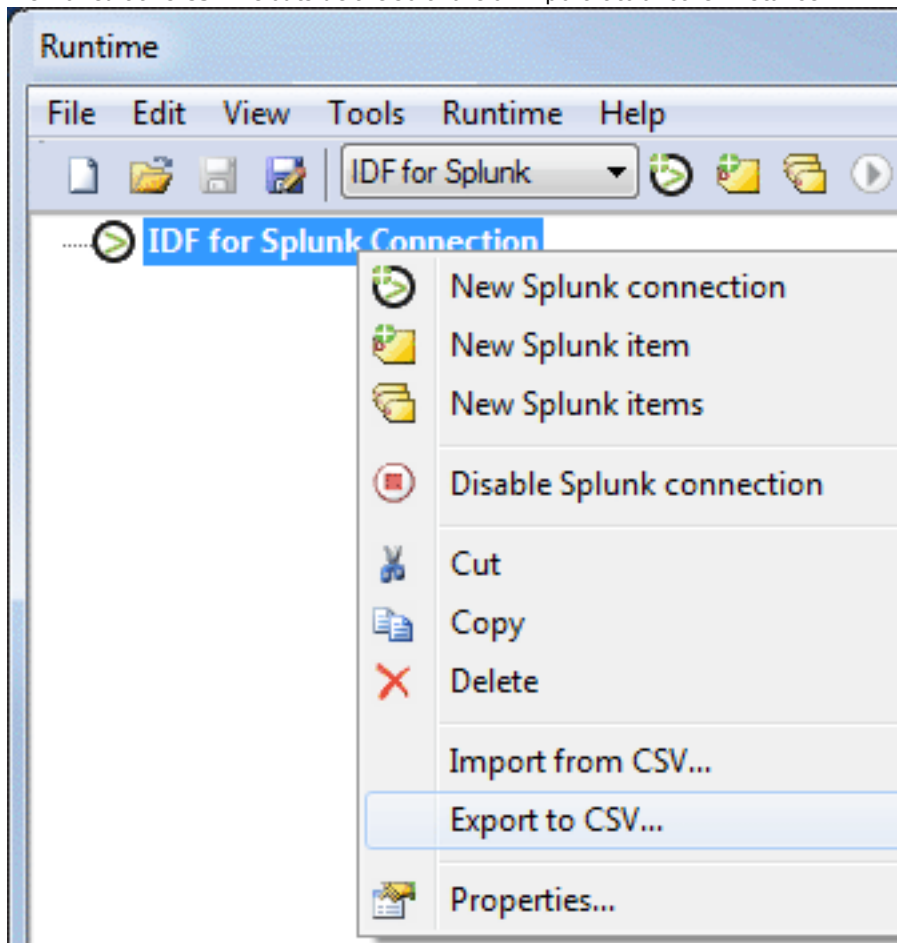 Runtime
File Edit View Tools Runtime Help
IDF for Splunk
IDF for Splunk Connection
New Splunk connection
New Splunk item
New Splunk items
Disable Splunk connection
Cut
Copy
Delete
Import from CSV...
Export to CSV...
Properties...